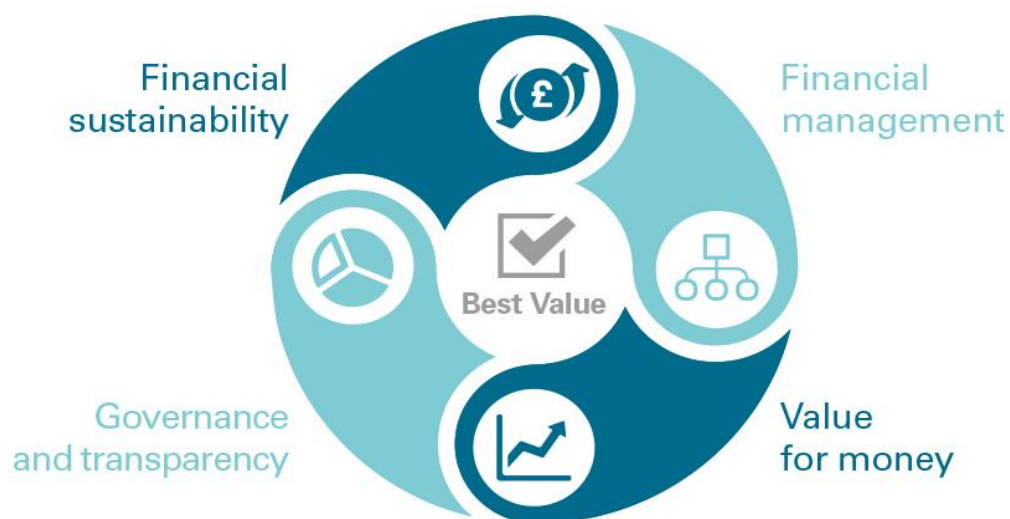 Financial
sustainability
Financial
management
£
Best Value
Governance
and transparency
Value
for money